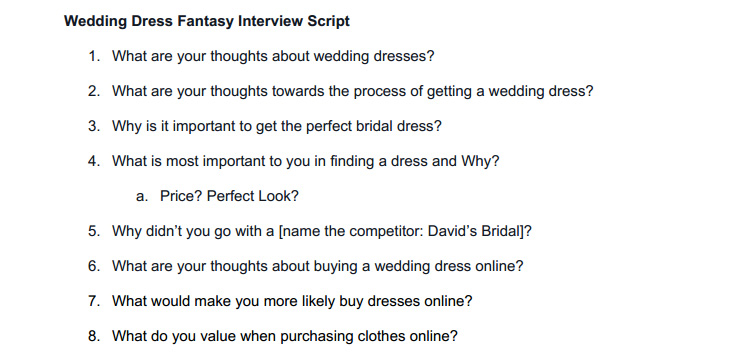 Wedding Dress Fantasy Interview Script
1. What are your thoughts about wedding dresses?
2. What are your thoughts towards the process of getting a wedding dress?
3. Why is it important to get the perfect bridal dress?
4. What is most important to you in finding a dress and Why?
a. Price? Perfect Look?
5. Why didn’t you go with a [name the competitor: David’s Bridal]?
6. What are your thoughts about buying a wedding dress online?
7. What would make you more likely buy dresses online?
8. What do you value when purchasing clothes online?